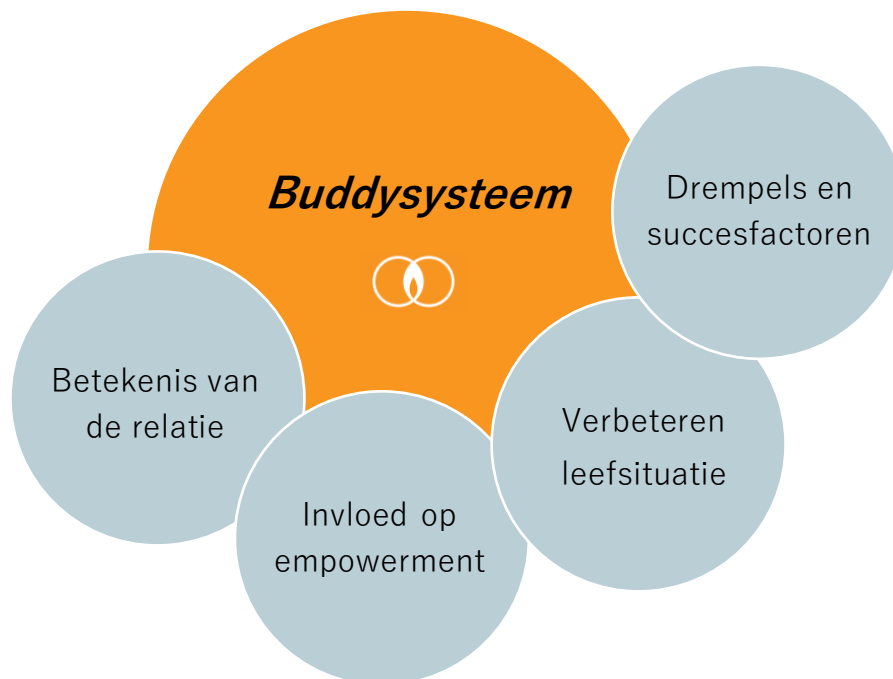 Buddysysteem
Drempels en
succesfactoren
Betekenis van
de relatie
Verbeteren
leefsituatie
Invloed op
empowerment